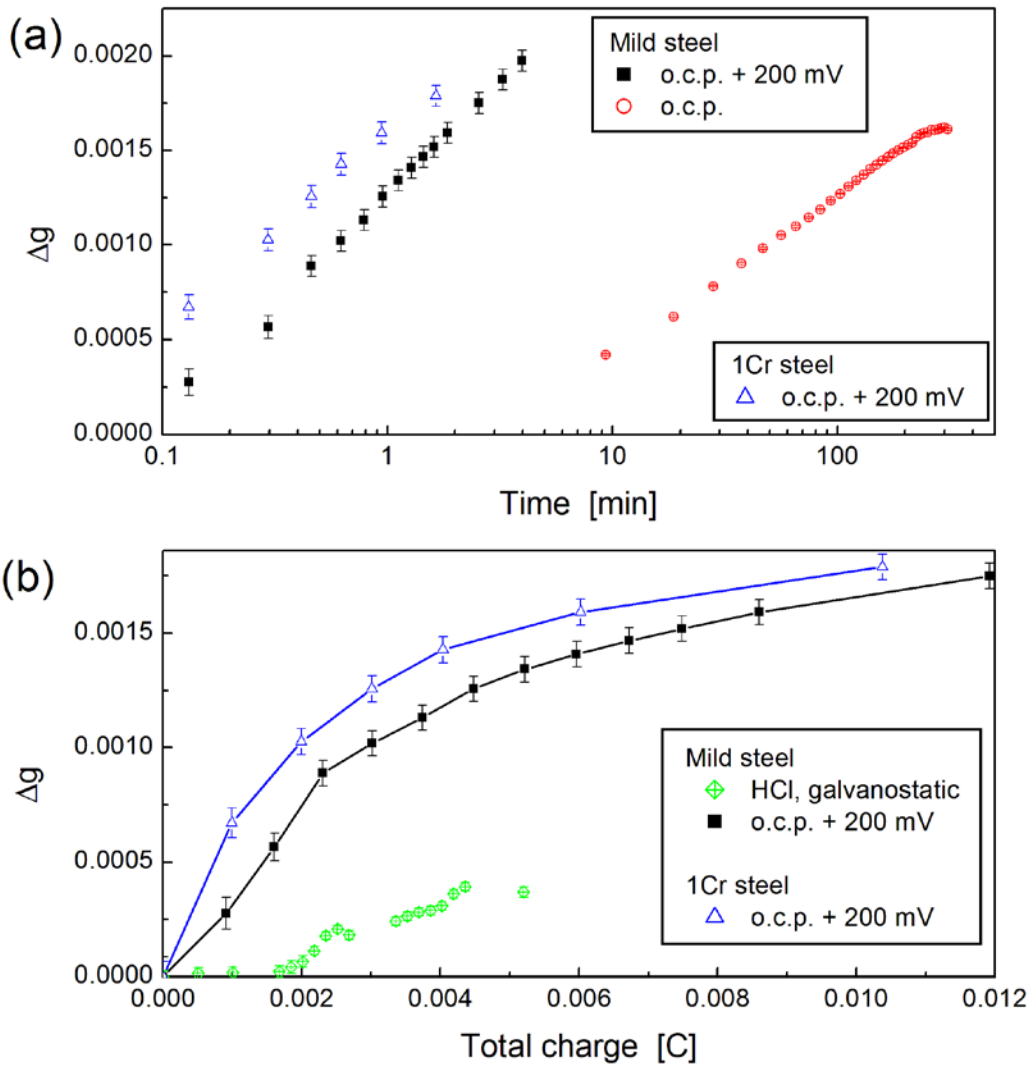 (a)
0.0020
0.0015
0.0010
0.0005
0.0000
Δg
Mild steel
o.c.p. + 200 mV
o.c.p.
1Cr steel
o.c.p. + 200 mV
0.1 1 10 100
Time [min]
(b)
0.0015
0.0010
0.0005
0.0000
Δg
Mild steel
HCl, galvanostatic
o.c.p. + 200 mV
1Cr steel
o.c.p. + 200 mV
0.000 0.002 0.004 0.006 0.008 0.010 0.012
Total charge [C]